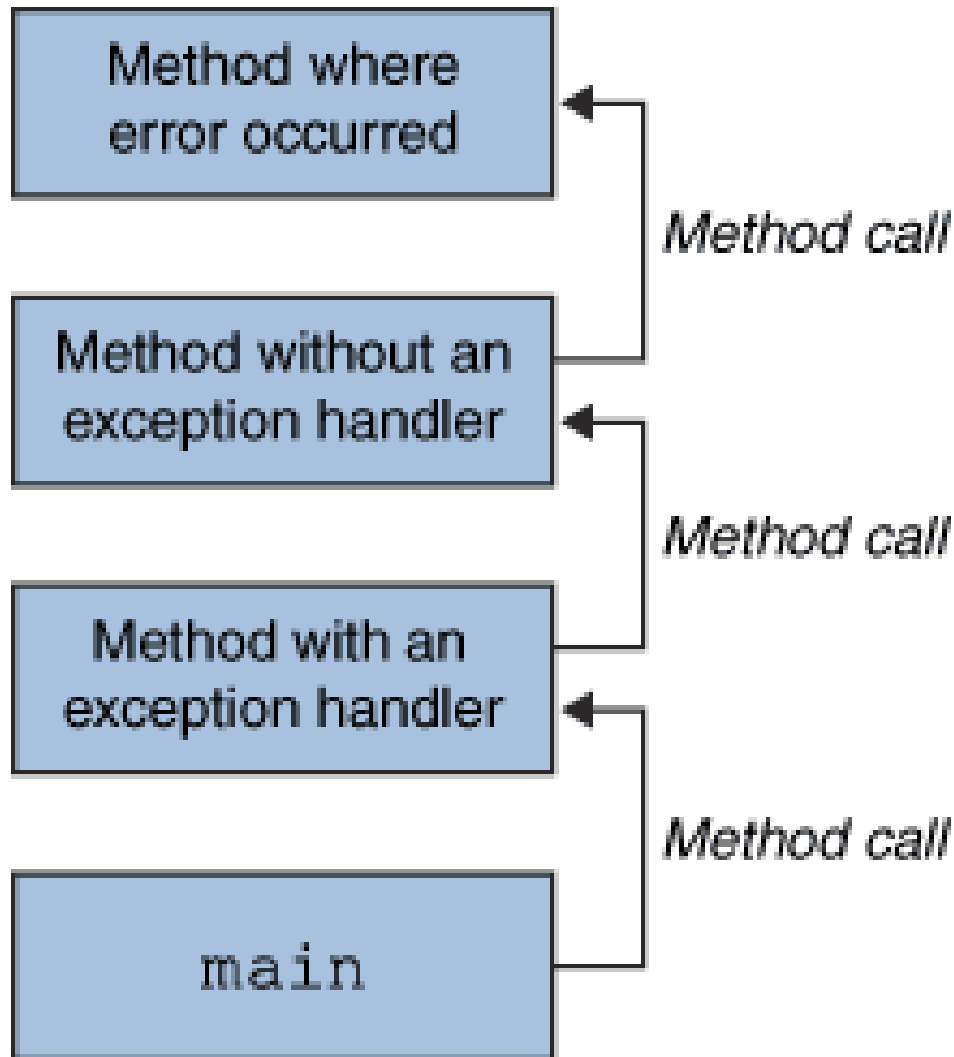 Method where
error occurred
Method call
Method without an
exception handler
Method call
Method with an
exception handler
Method call
main